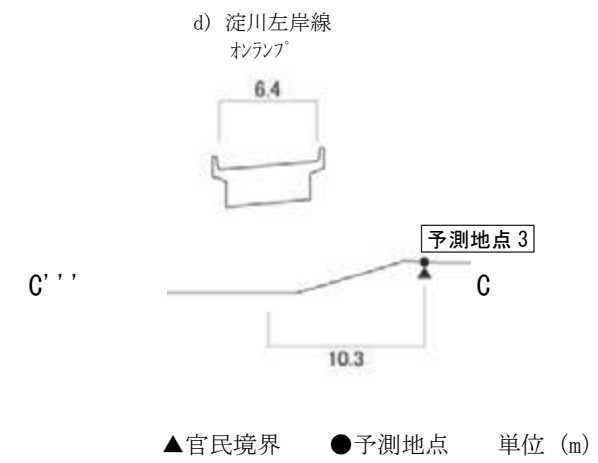 d) 淀川左岸線
ｵﾝﾗﾝﾌﾟ
6.4
予測地点 3
C''' C
10.3
▲官民境界 ●予測地点 単位 (m)